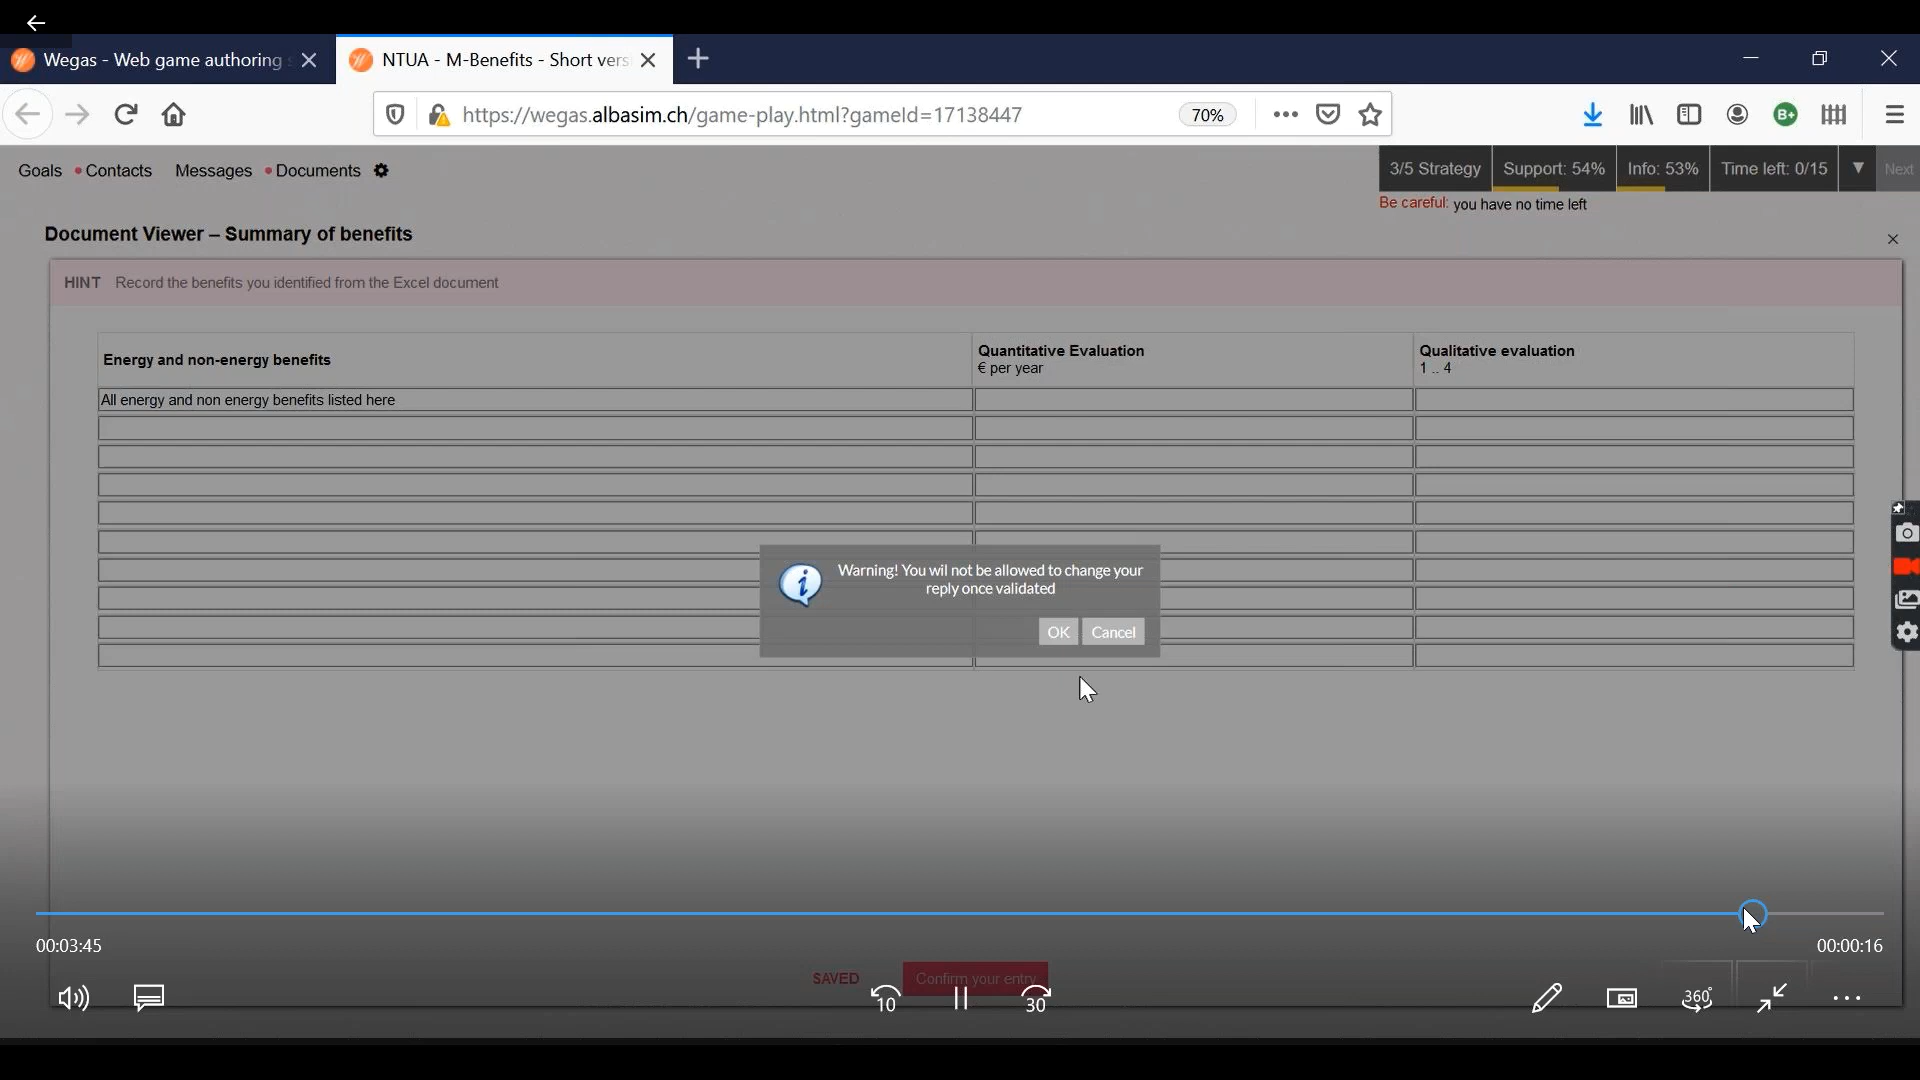 Wegas - Web game authoring
NTUA - M-Benefits - Short vers
https://wegas.albasim.ch/game-play.html?gameId=17138447
70%
B+
Goals
Contacts
Messages
Documents
3/5 Strategy
Support: 54%
Info: 53%
Time left: 0/15
Next
Be careful: you have no time left
Document Viewer – Summary of benefits
HINT Record the benefits you identified from the Excel document
Energy and non-energy benefits
Quantitative Evaluation
€ per year
Qualitative evaluation
1 .. 4
All energy and non energy benefits listed here
Warning! You wil not be allowed to change your
reply once validated
OK
Cancel
00:03:45
00:00:16
SAVED
Confirm your entry
10
30
360°